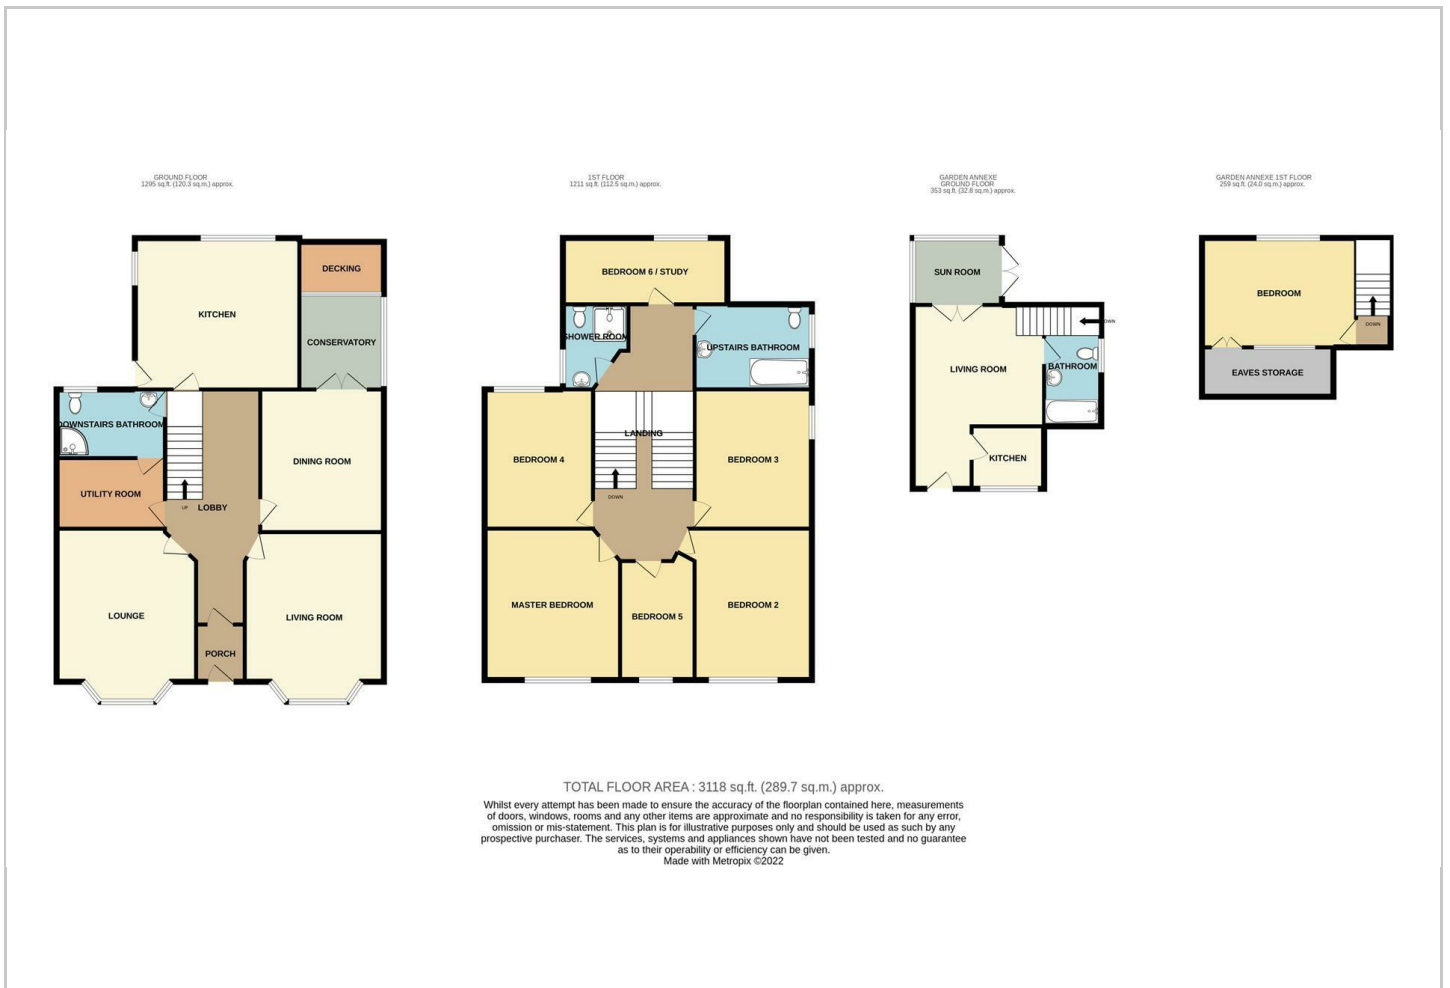 GROUND FLOOR
1295 sq.ft. (120.3 sq.m.) approx.
DECKING
KITCHEN
CONSERVATORY
DOWNSTAIRS BATHROOM
DINING ROOM
UTILITY ROOM
UP
LOBBY
LOUNGE
LIVING ROOM
PORCH
1ST FLOOR
1211 sq.ft. (112.5 sq.m.) approx.
BEDROOM 6 / STUDY
SHOWER ROOM
UPSTAIRS BATHROOM
LANDING
BEDROOM 4
BEDROOM 3
DOWN
MASTER BEDROOM
BEDROOM 5
BEDROOM 2
GARDEN ANNEXE
GROUND FLOOR
353 sq.ft. (32.8 sq.m.) approx.
SUN ROOM
DOWN
LIVING ROOM
BATHROOM
KITCHEN
GARDEN ANNEXE 1ST FLOOR
259 sq.ft. (24.0 sq.m.) approx.
BEDROOM
DOWN
EAVES STORAGE
TOTAL FLOOR AREA : 3118 sq.ft. (289.7 sq.m.) approx.
Whilst every attempt has been made to ensure the accuracy of the floorplan contained here, measurements
of doors, windows, rooms and any other items are approximate and no responsibility is taken for any error,
omission or mis-statement. This plan is for illustrative purposes only and should be used as such by any
prospective purchaser. The services, systems and appliances shown have not been tested and no guarantee
as to their operability or efficiency can be given.
Made with Metropix ©2022